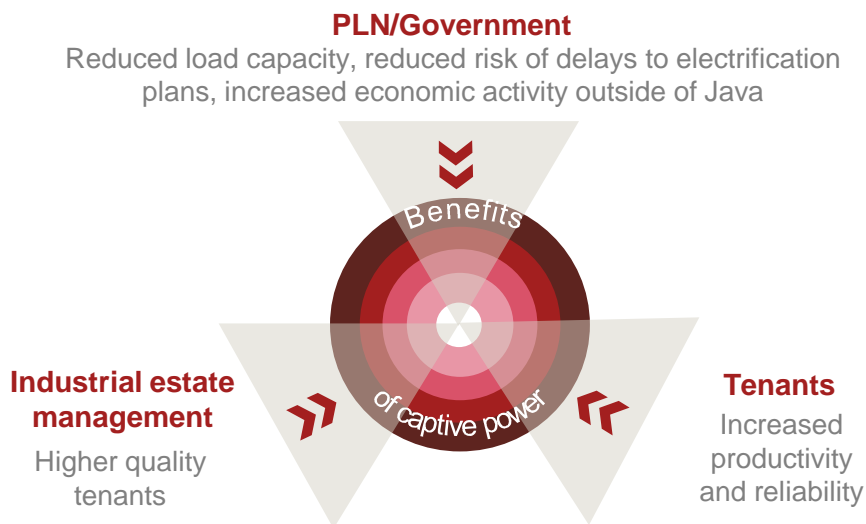 PLN/Government
Reduced load capacity, reduced risk of delays to electrification
plans, increased economic activity outside of Java
Benefits
of captive power
Industrial estate
management
Higher quality
tenants
Tenants
Increased
productivity
and reliability